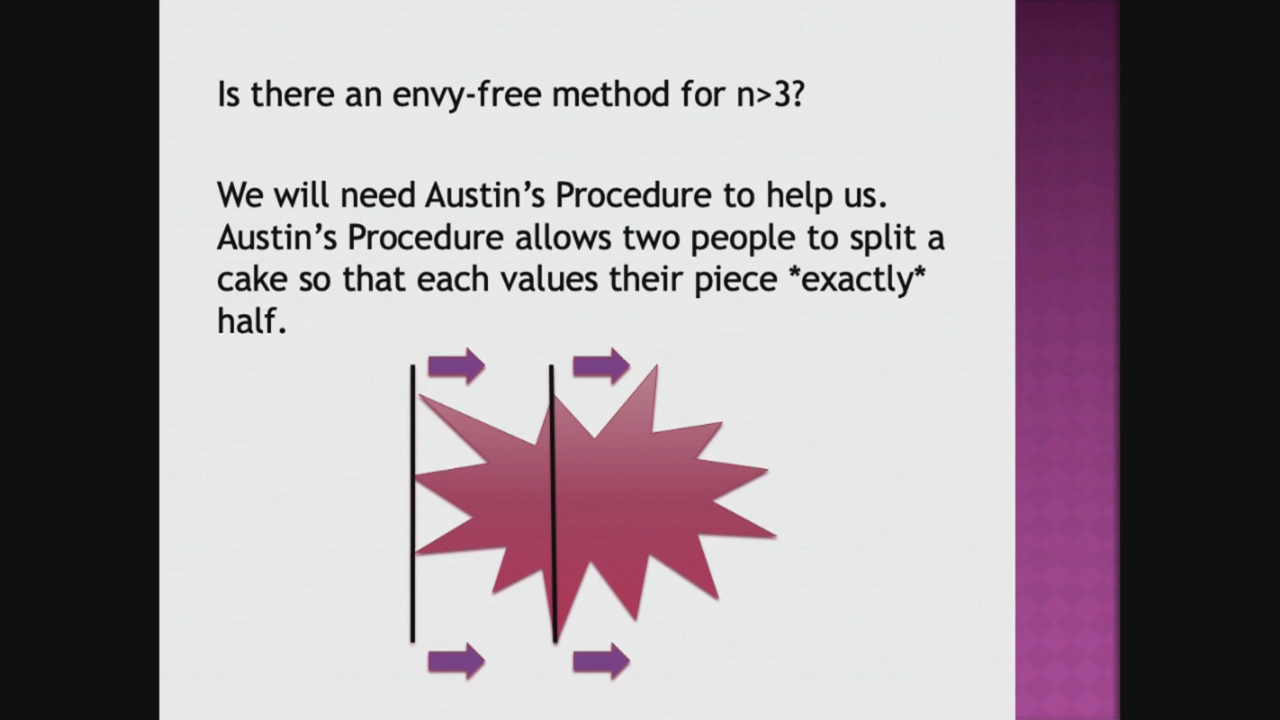 Is there an envy-free method for n>3?
We will need Austin’s Procedure to help us.
Austin’s Procedure allows two people to split a
cake so that each values their piece *exactly*
half.